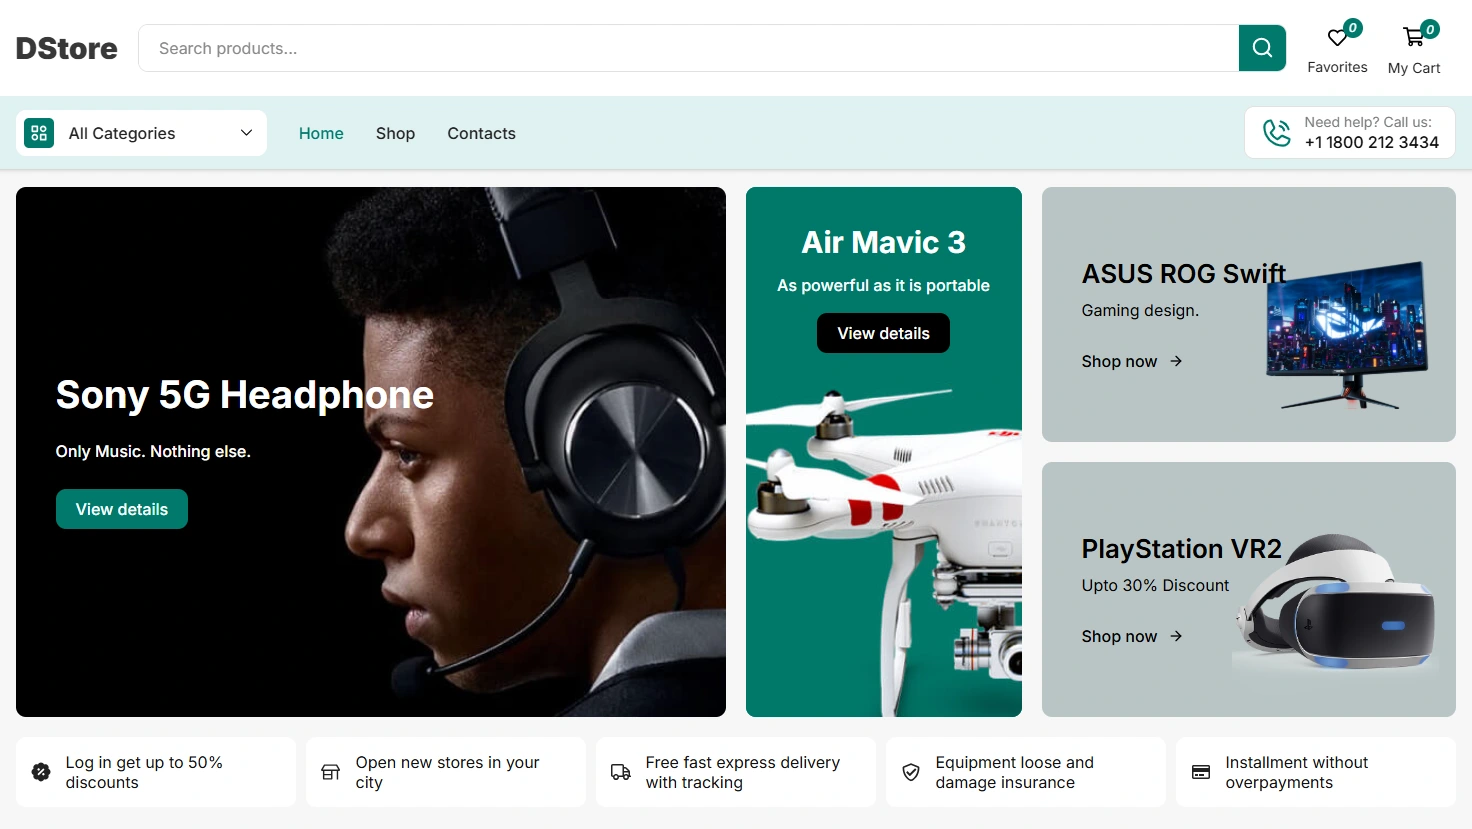 DStore
Search products...
0
Favorites
0
My Cart
All Categories
Home
Shop
Contacts
Need help? Call us:
+1 1800 212 3434
Sony 5G Headphone
Only Music. Nothing else.
View details
Air Mavic 3
As powerful as it is portable
View details
ASUS ROG Swift
Gaming design.
Shop now
PlayStation VR2
Upto 30% Discount
Shop now
Log in get up to 50%
discounts
Open new stores in your
city
Free fast express delivery
with tracking
Equipment loose and
damage insurance
Installment without
overpayments